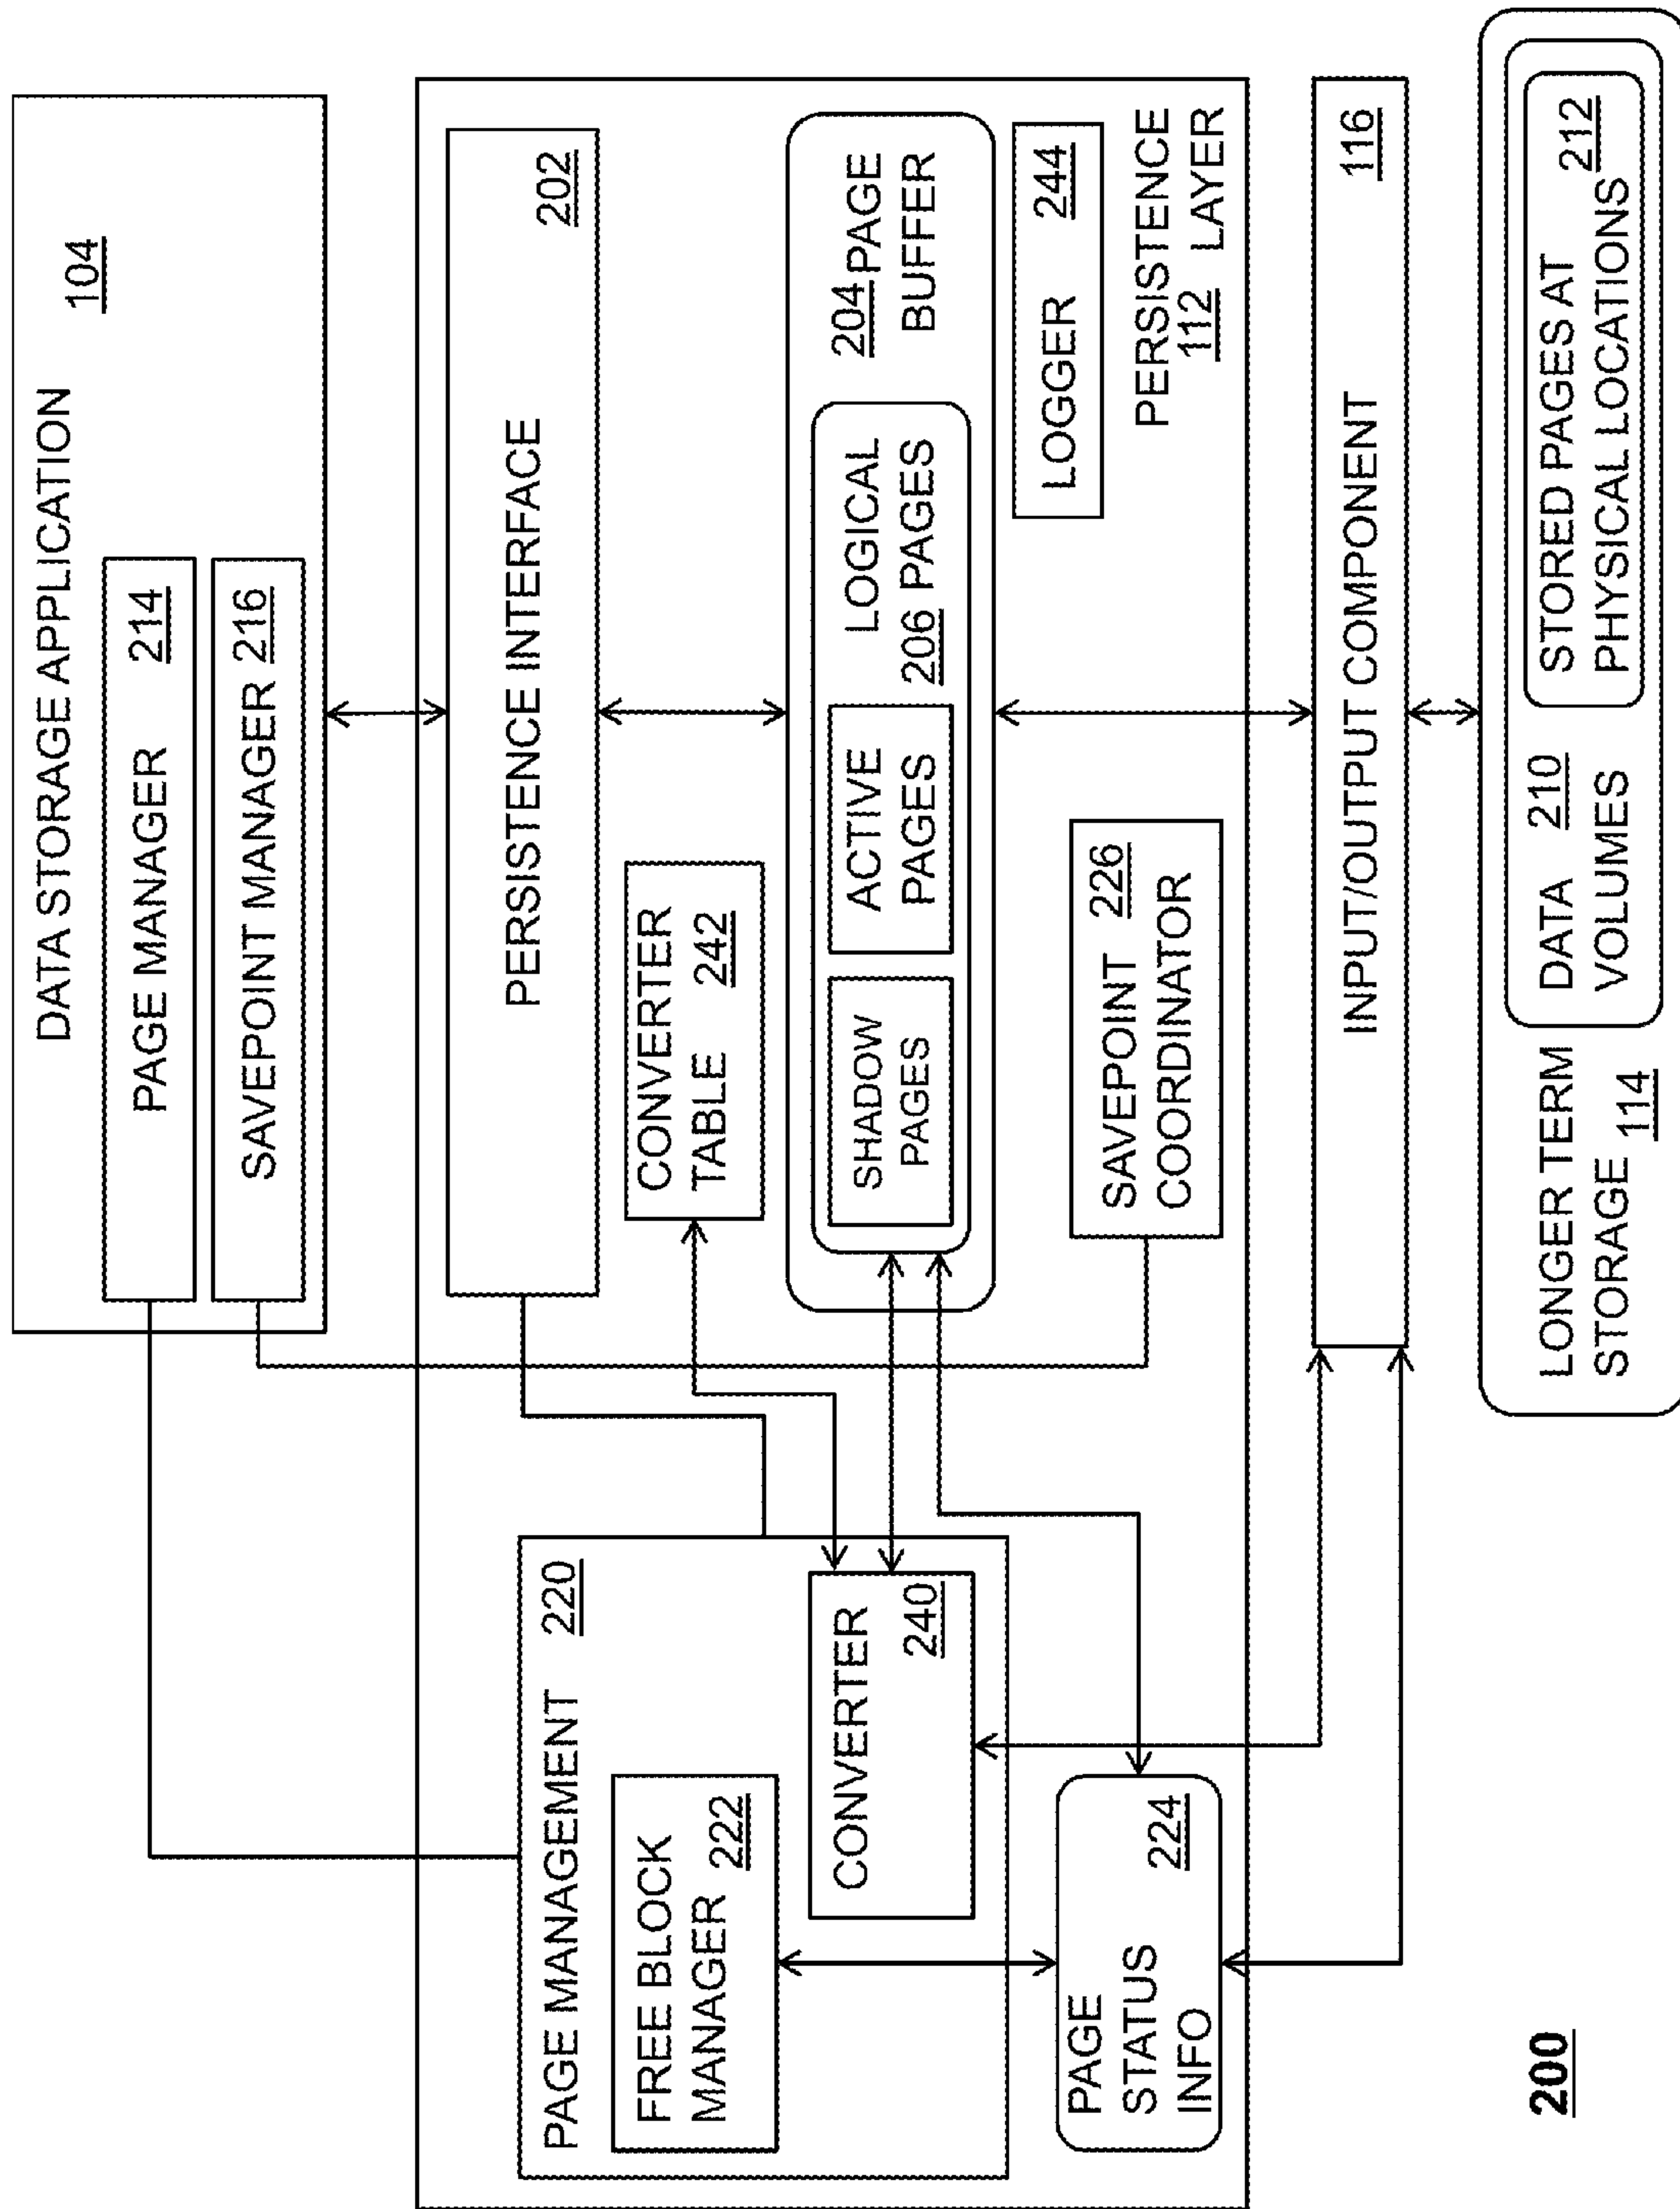 DATA STORAGE APPLICATION
104
PAGE MANAGER 214
SAVEPOINT MANAGER 216
PERSISTENCE INTERFACE 202
PAGE MANAGEMENT 220
FREE BLOCK
MANAGER 222
CONVERTER
240
CONVERTER
TABLE 242
204 PAGE
BUFFER
LOGICAL
206 PAGES
SHADOW
PAGES
ACTIVE
PAGES
PAGE
STATUS
INFO 224
SAVEPOINT 226
COORDINATOR
LOGGER 244
PERSISTENCE
112 LAYER
INPUT/OUTPUT COMPONENT 116
LONGER TERM
STORAGE 114
DATA 210
VOLUMES
STORED PAGES AT 212
PHYSICAL LOCATIONS
200